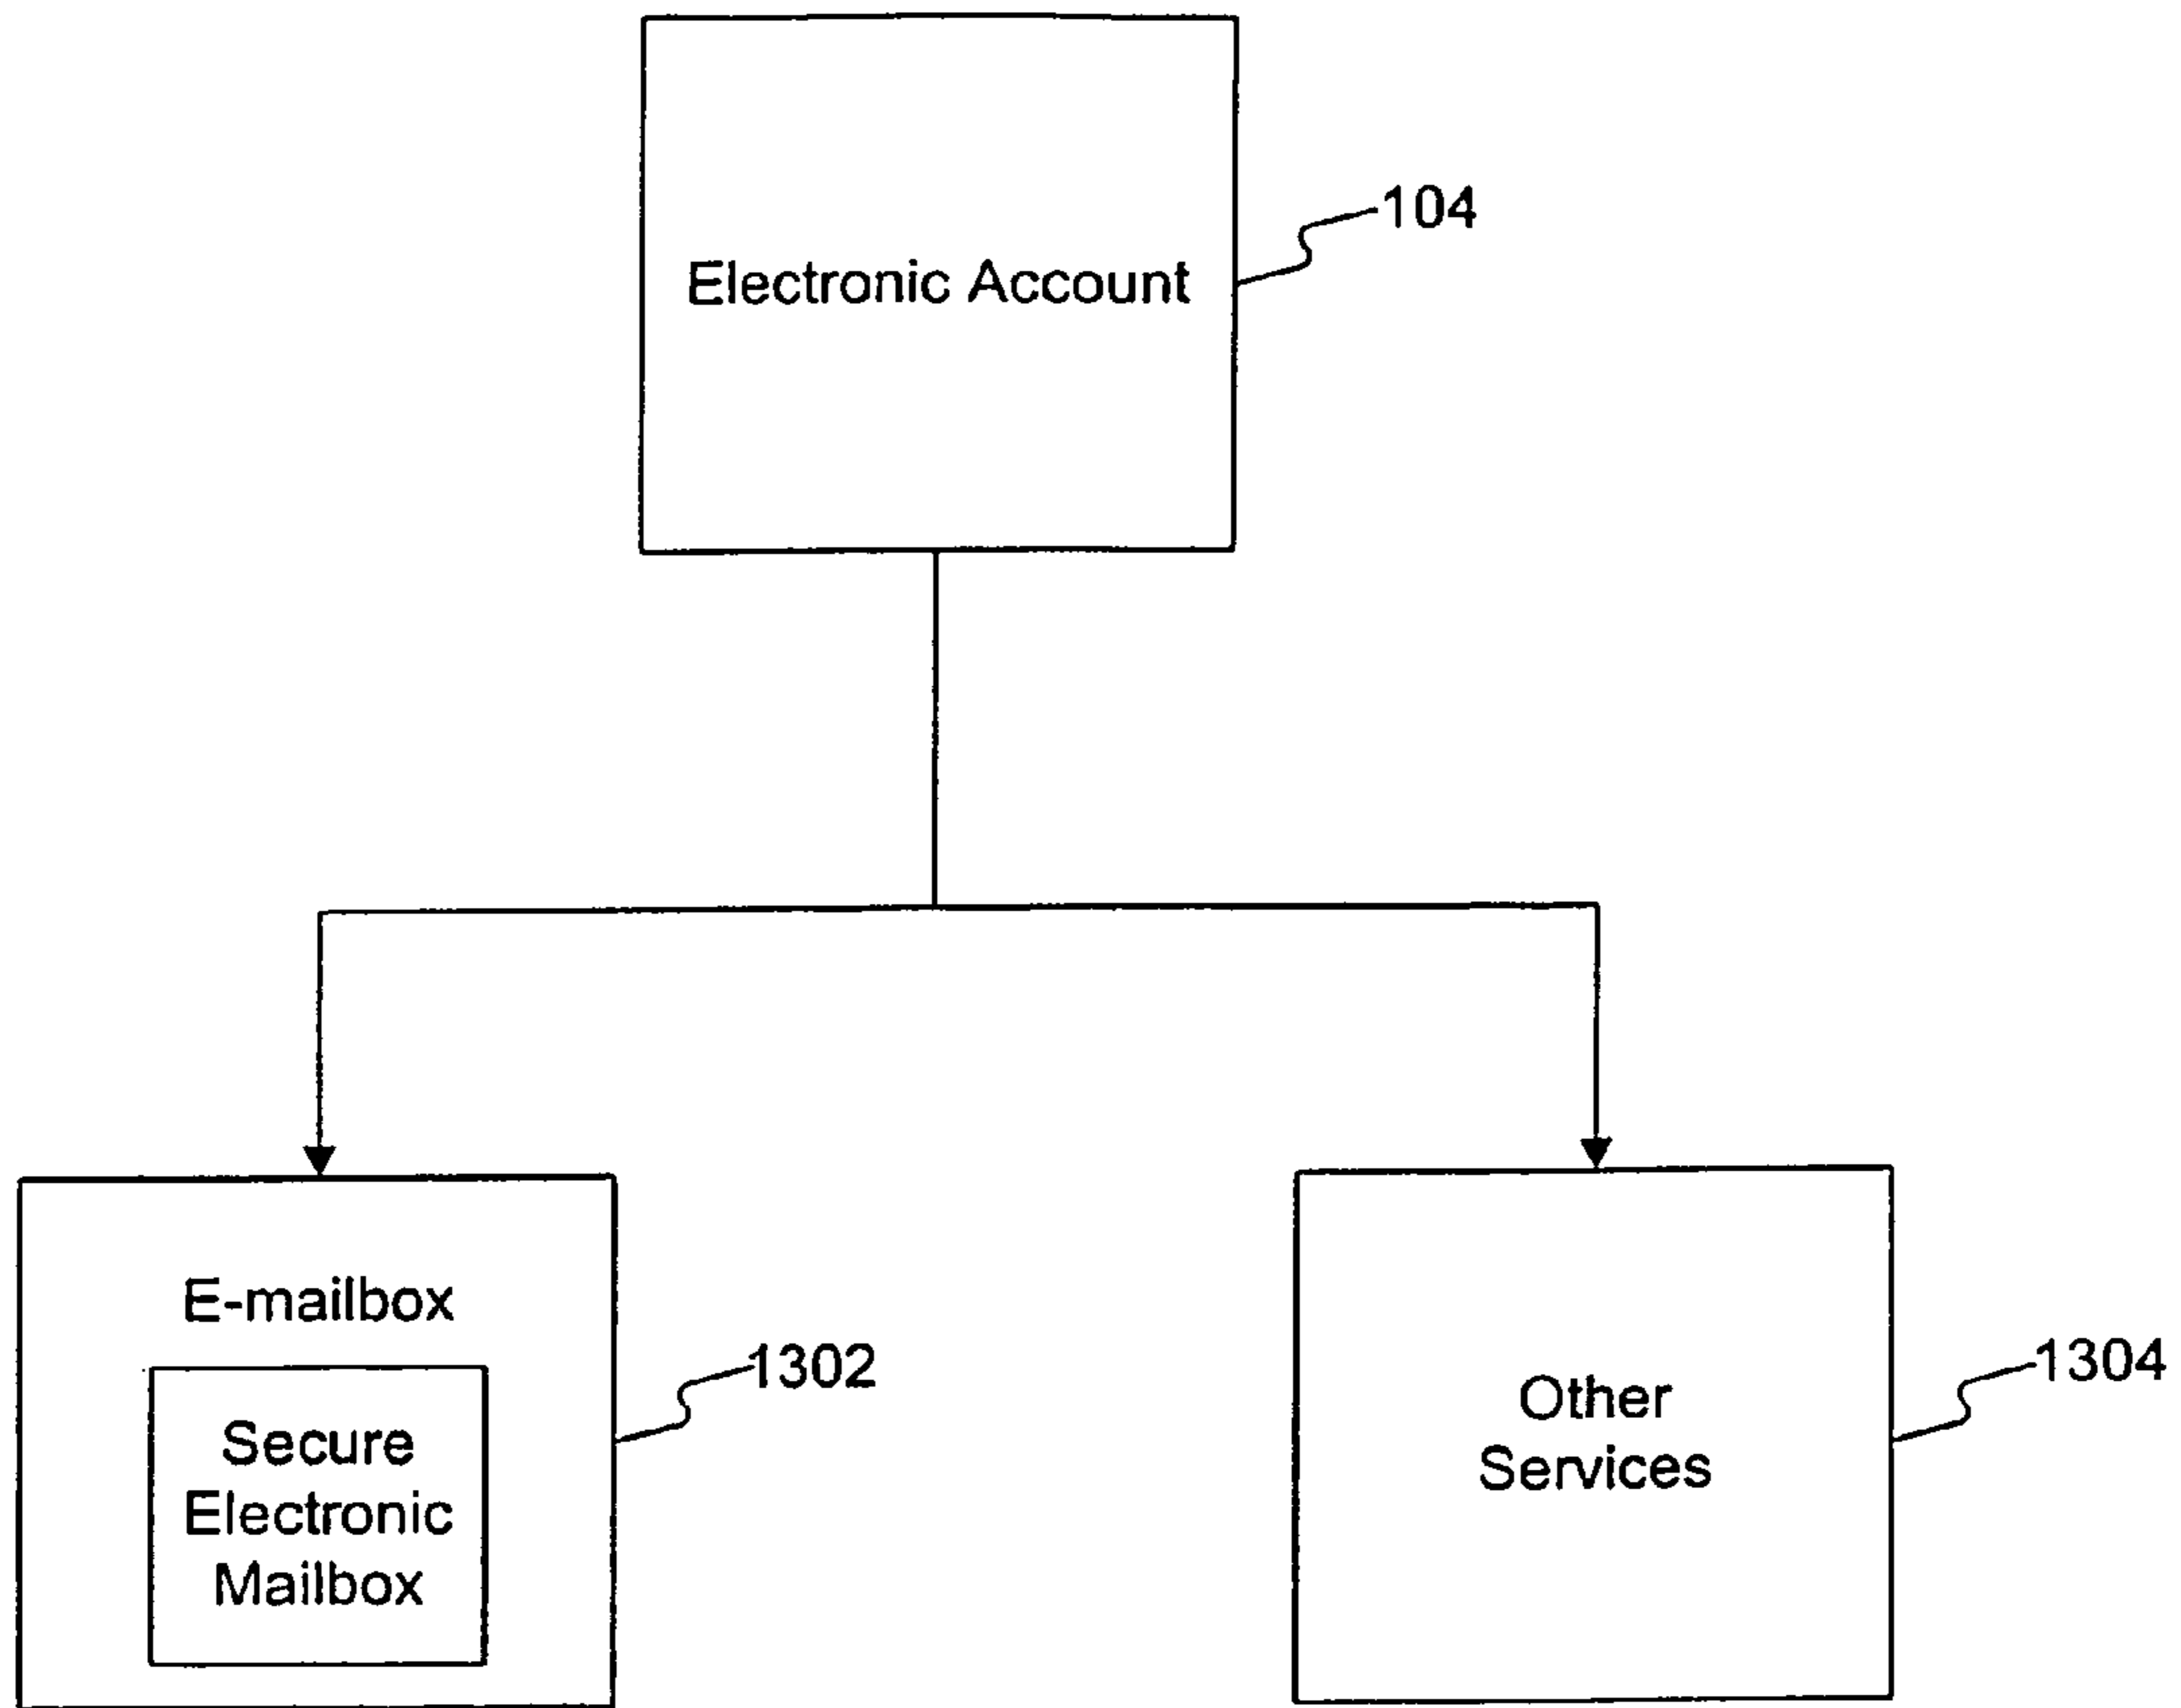 104
Electronic Account
E-mailbox
1302
Secure
Electronic
Mailbox
1304
Other
Services